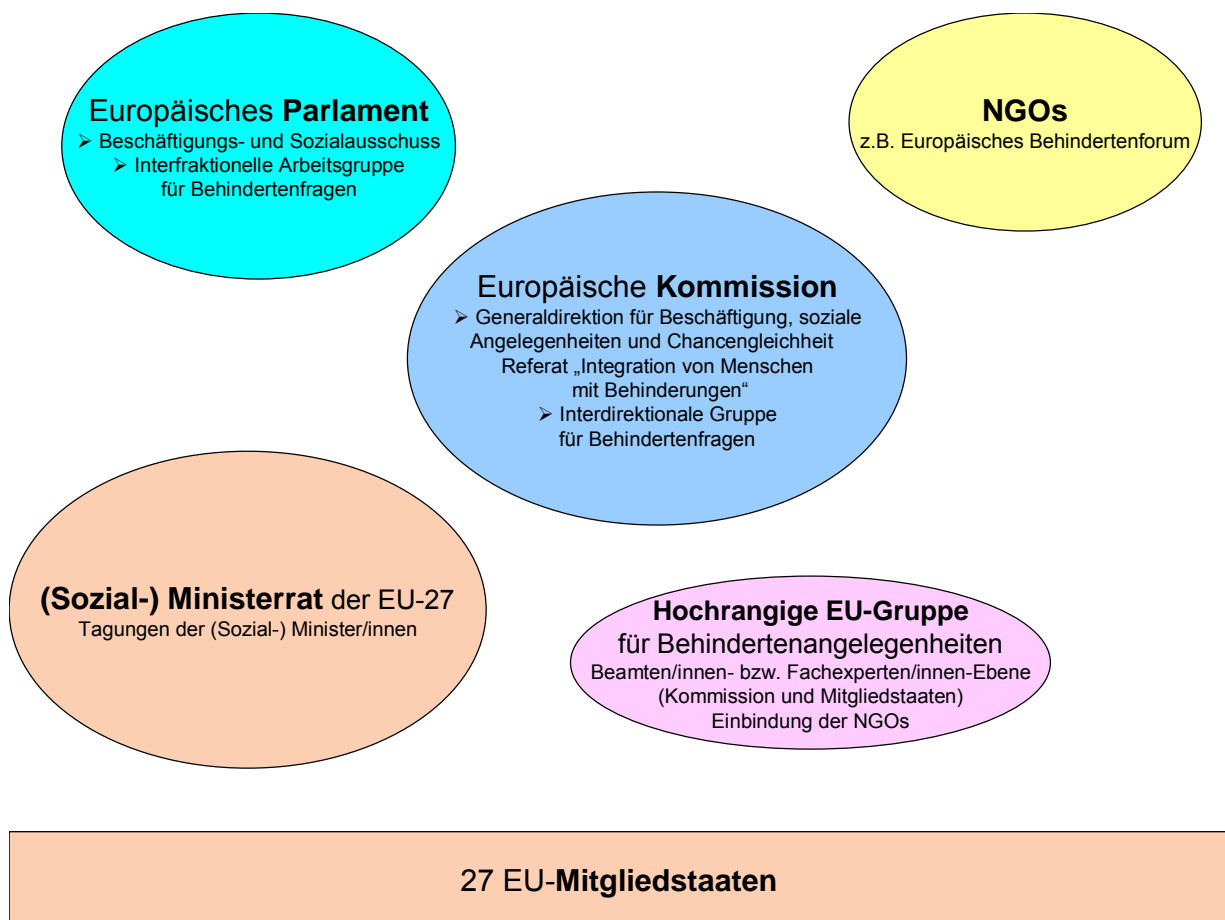 Europäisches Parlament
➢ Beschäftigungs- und Sozialausschuss
➢ Interfraktionelle Arbeitsgruppe
für Behindertenfragen
NGOs
z.B. Europäisches Behindertenforum
Europäische Kommission
➢ Generaldirektion für Beschäftigung, soziale
Angelegenheiten und Chancengleichheit
Referat „Integration von Menschen
mit Behinderungen“
➢ Interdirektionale Gruppe
für Behindertenfragen
(Sozial-) Ministerrat der EU-27
Tagungen der (Sozial-) Minister/innen
Hochrangige EU-Gruppe
für Behindertenangelegenheiten
Beamten/innen- bzw. Fachexperten/innen-Ebene
(Kommission und Mitgliedstaaten)
Einbindung der NGOs
27 EU-Mitgliedstaaten